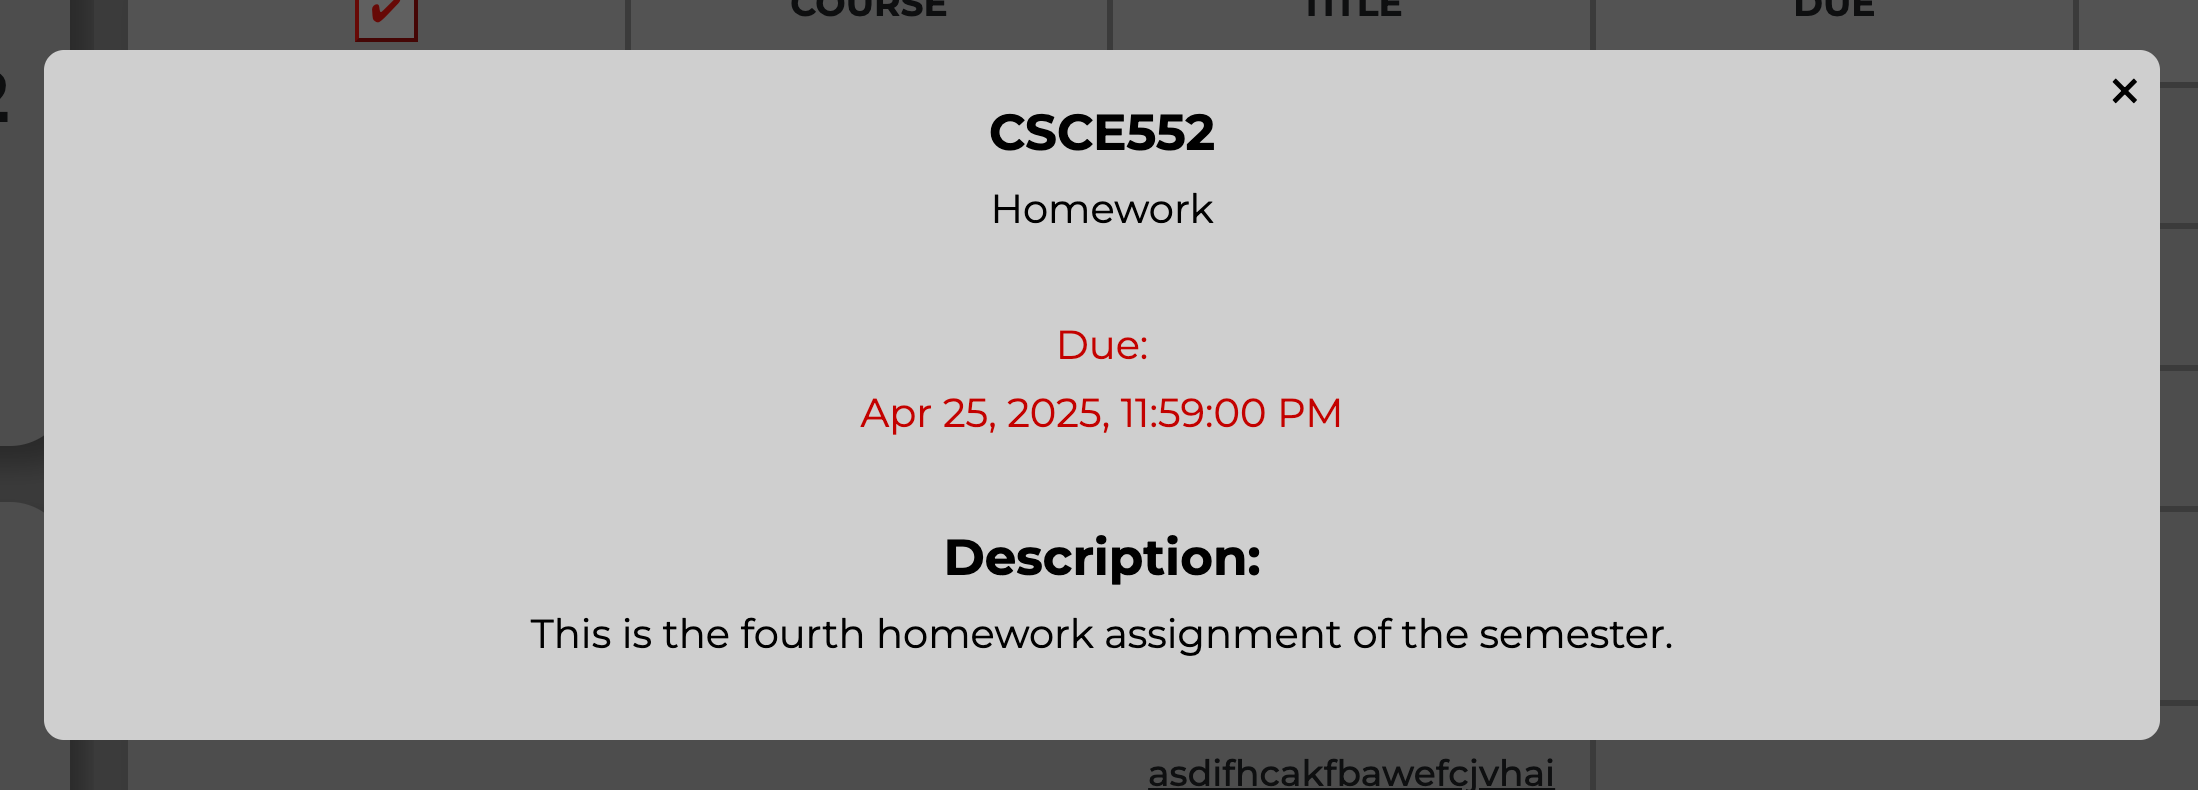 COURSE TITLE DUE
CSCE552
Homework
Due:
Apr 25, 2025, 11:59:00 PM
Description:
This is the fourth homework assignment of the semester.
asdifhcakfbawefcjvhai